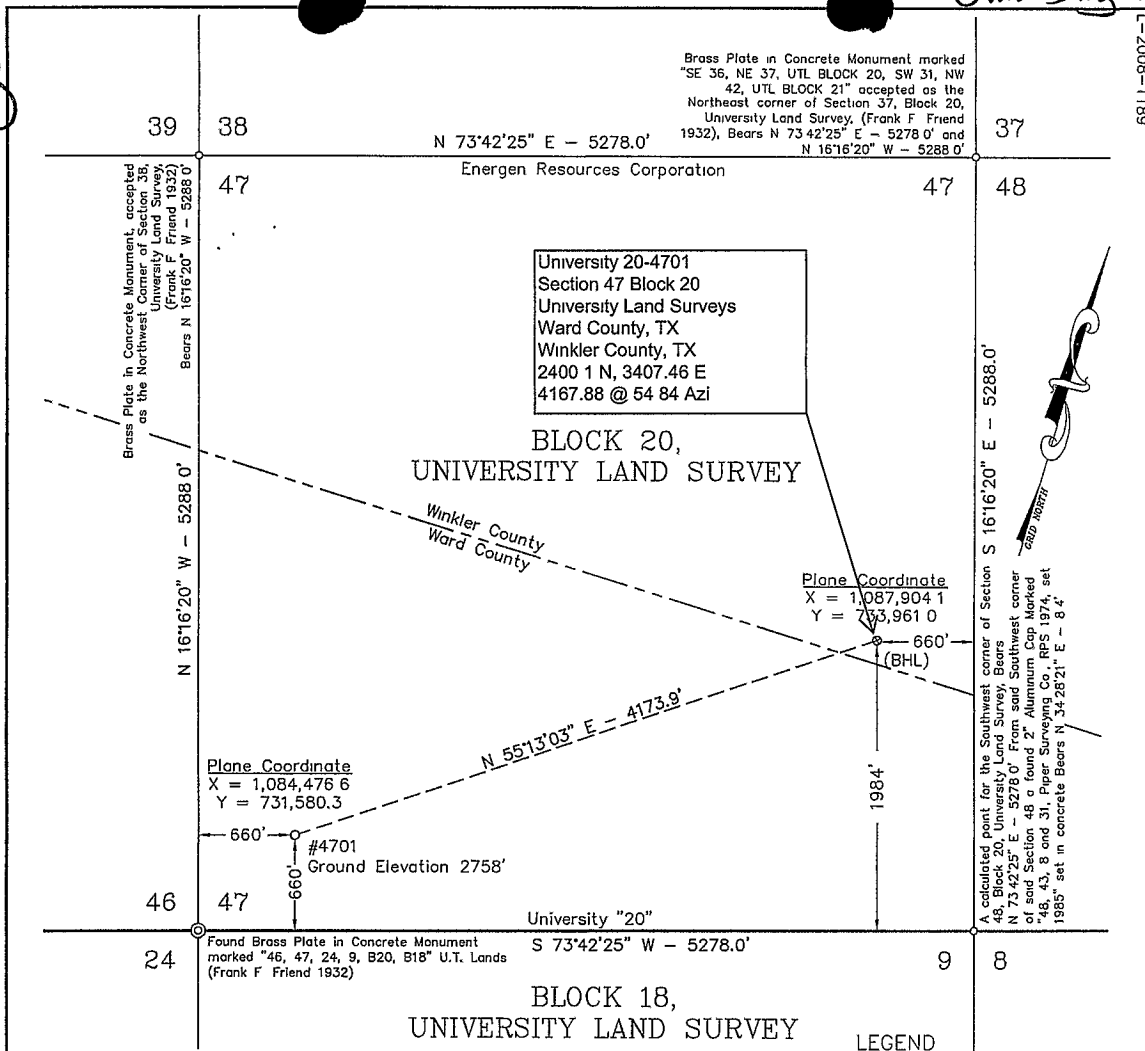 L-2008-1189
Brass Plate in Concrete Monument marked
"SE 36, NE 37, UTL BLOCK 20, SW 31, NW
42, UTL BLOCK 21" accepted as the
Northeast corner of Section 37, Block 20,
University Land Survey, (Frank F Friend
1932), Bears N 73 42'25" E - 5278 0' and
N 16°16'20" W - 5288 0'
39
38
N 73°42'25" E - 5278.0'
37
Energen Resources Corporation
47
47
48
Brass Plate in Concrete Monument, accepted
as the Northwest Corner of Section 38,
University Land Survey,
(Frank F Friend 1932)
Bears N 16°16'20" W - 5288 0'
University 20-4701
Section 47 Block 20
University Land Surveys
Ward County, TX
Winkler County, TX
2400 1 N, 3407.46 E
4167.88 @ 54 84 Azi
BLOCK 20,
UNIVERSITY LAND SURVEY
N 16°16'20" W - 5288 0'
Winkler County
Ward County
S 16°16'20" E - 5288.0'
GRID NORTH
Plane Coordinate
X = 1,087,904 1
Y = 733,961 0
660'
(BHL)
N 55°13'03" E - 4173.9'
1984'
Plane Coordinate
X = 1,084,476 6
Y = 731,580.3
660'
#4701
Ground Elevation 2758'
660'
A calculated point for the Southwest corner of Section
48, Block 20, University Land Survey, Bears
N 73 42'25" E - 5278 0' From said Southwest corner
of said Section 48 a found 2" Aluminum Cap Marked
"48, 43, 8 and 31, Piper Surveying Co, RPS 1974, set
1985" set in concrete Bears N 34°28'21" E - 8 4'
46
47
University "20"
24
Found Brass Plate in Concrete Monument
marked "46, 47, 24, 9, B20, B18" U.T. Lands
(Frank F Friend 1932)
S 73°42'25" W - 5278.0'
9
8
BLOCK 18,
UNIVERSITY LAND SURVEY
LEGEND